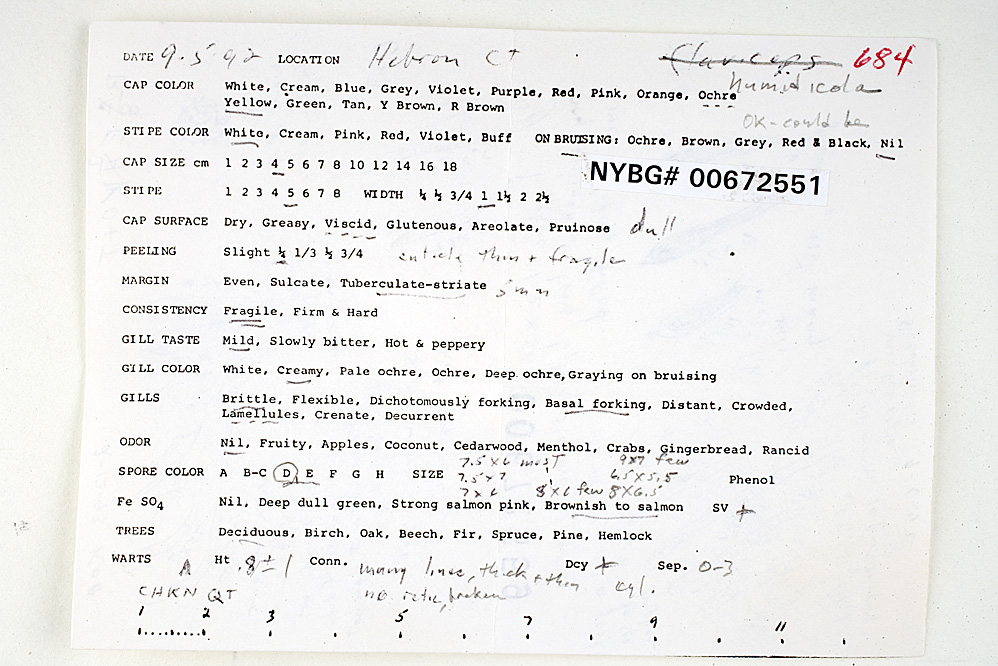 DATE 9.5.92 LOCATION Hebron Ct 684
humidicola
CAP COLOR White, Cream, Blue, Grey, Violet, Purple, Red, Pink, Orange, Ochre
Yellow, Green, Tan, Y Brown, R Brown
OK-could be
STIPE COLOR White, Cream, Pink, Red, Violet, Buff ON BRUISING: Ochre, Brown, Grey, Red & Black, Nil
CAP SIZE cm 1 2 3 4 5 6 7 8 10 12 14 16 18
NYBG# 00672551
STIPE 1 2 3 4 5 6 7 8 WIDTH ¼ ½ 3/4 1 1½ 2 2½
CAP SURFACE Dry, Greasy, Viscid, Glutenous, Areolate, Pruinose dull
PEELING Slight ¼ 1/3 ½ 3/4 cuticle thin + fragile
MARGIN Even, Sulcate, Tuberculate-striate 5mm
CONSISTENCY Fragile, Firm & Hard
GILL TASTE Mild, Slowly bitter, Hot & peppery
GILL COLOR White, Creamy, Pale ochre, Ochre, Deep ochre, Graying on bruising
GILLS Brittle, Flexible, Dichotomously forking, Basal forking, Distant, Crowded,
Lamellules, Crenate, Decurrent
ODOR Nil, Fruity, Apples, Coconut, Cedarwood, Menthol, Crabs, Gingerbread, Rancid
7.5x6 most 9x7 few
SPORE COLOR A B-C D E F G H SIZE 7.5x7 6.5x5.5 Phenol
7x6 8x6 few 8x6.5
Fe SO4 Nil, Deep dull green, Strong salmon pink, Brownish to salmon SV +
TREES Deciduous, Birch, Oak, Beech, Fir, Spruce, Pine, Hemlock
WARTS A Ht .8± 1 Conn. many lines, thick + thin Dcy + cyl. Sep. 0-3
CHKN QT no retic, broken
1 2 3 5 7 9 11